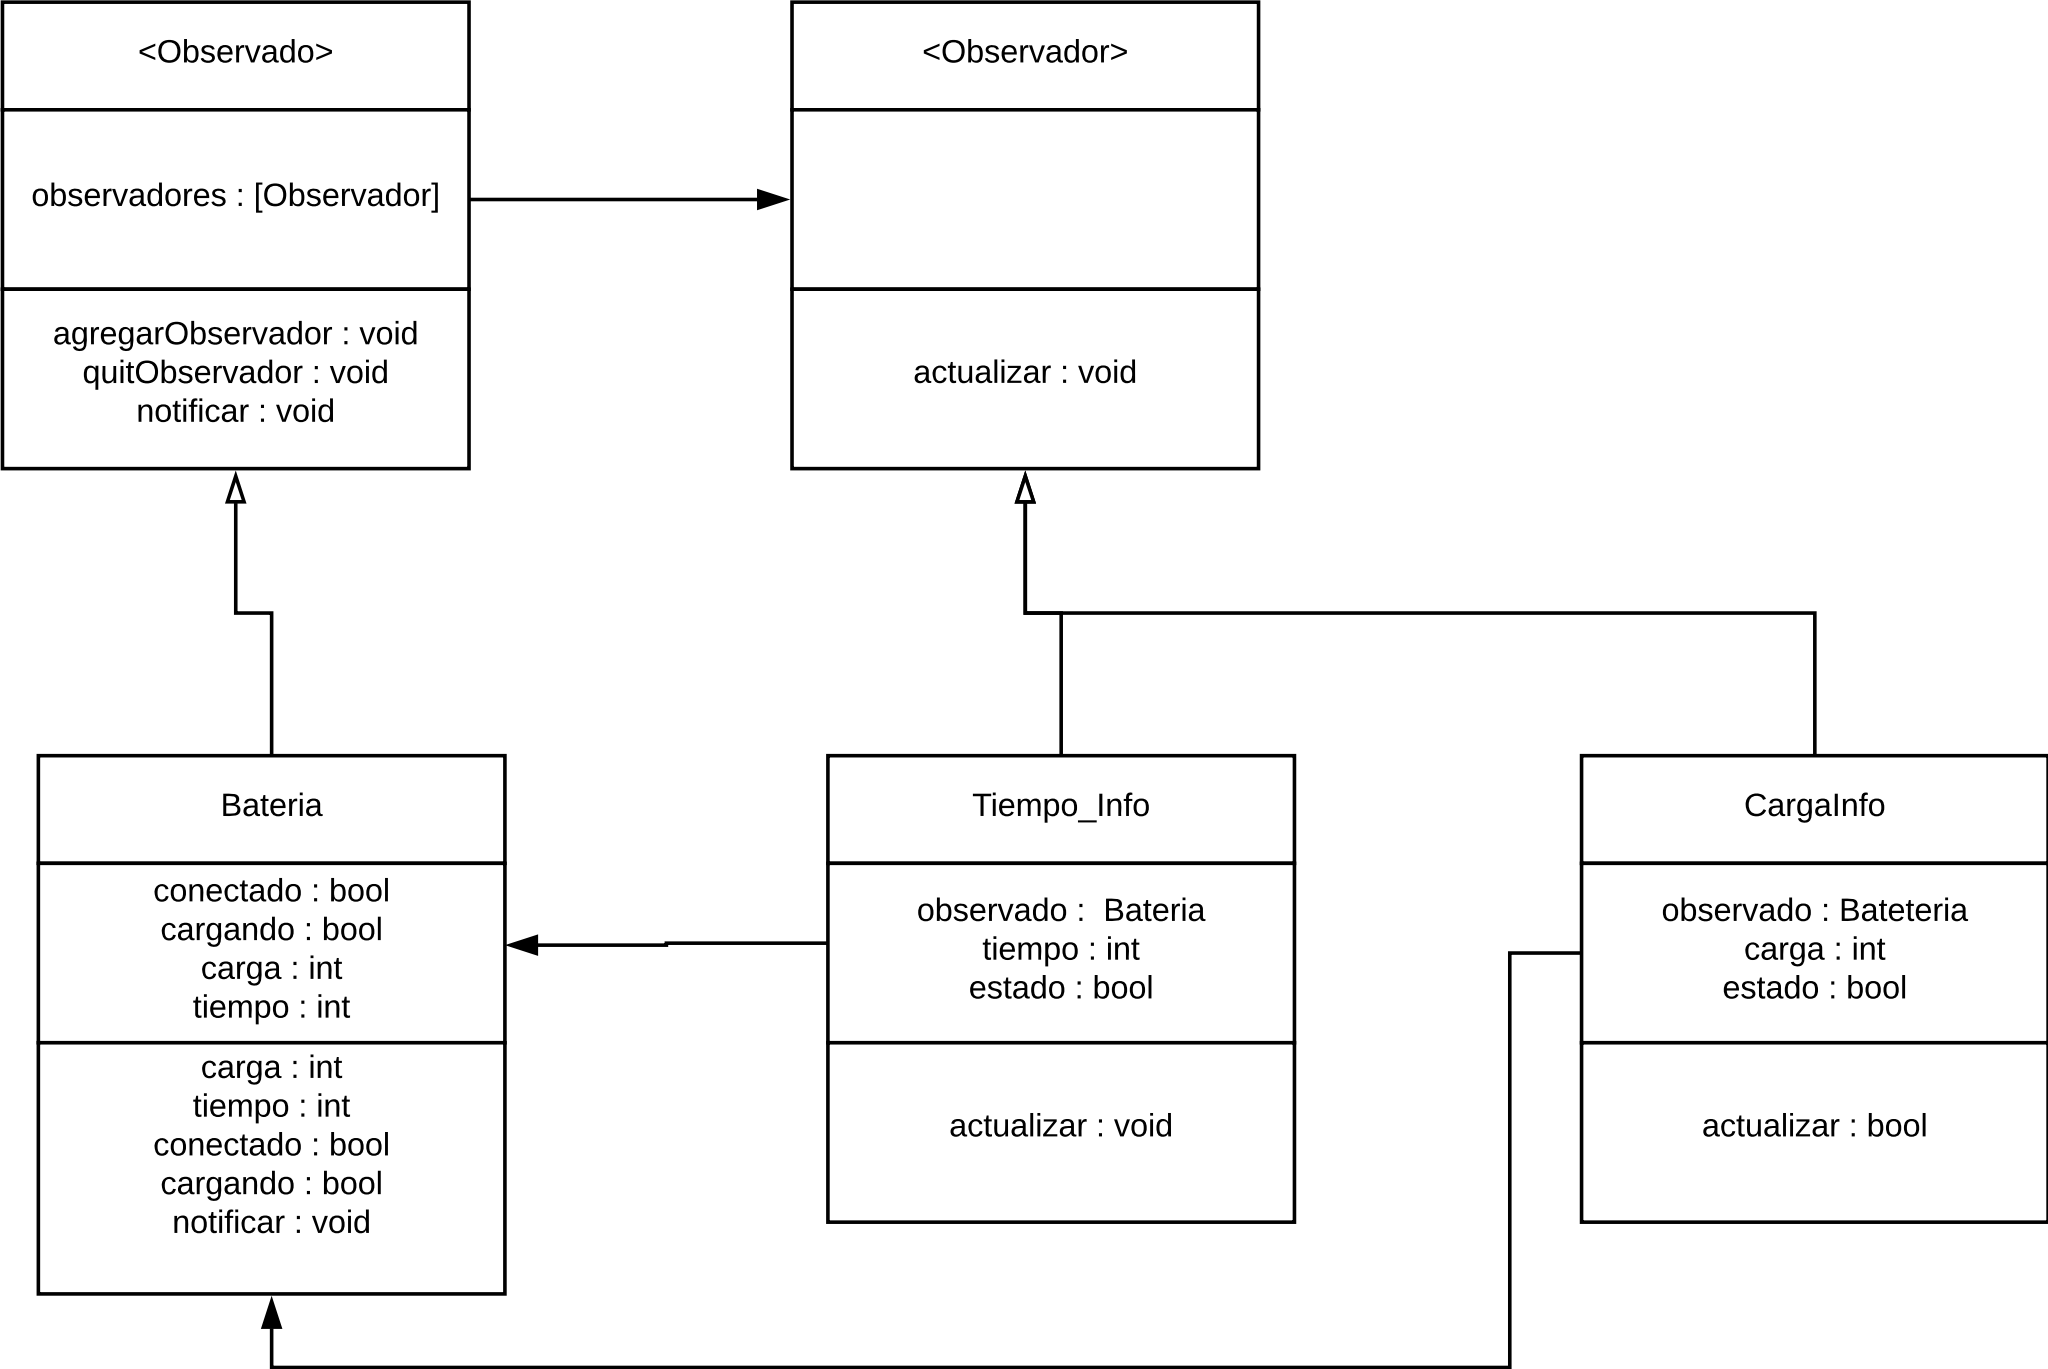 <Observado>
observadores : [Observador]
agregarObservador : void
quitObservador : void
notificar : void
<Observador>
actualizar : void
Bateria
conectado : bool
cargando : bool
carga : int
tiempo : int
carga : int
tiempo : int
conectado : bool
cargando : bool
notificar : void
Tiempo_Info
observado :  Bateria
tiempo : int
estado : bool
actualizar : void
CargaInfo
observado : Bateteria
carga : int
estado : bool
actualizar : bool